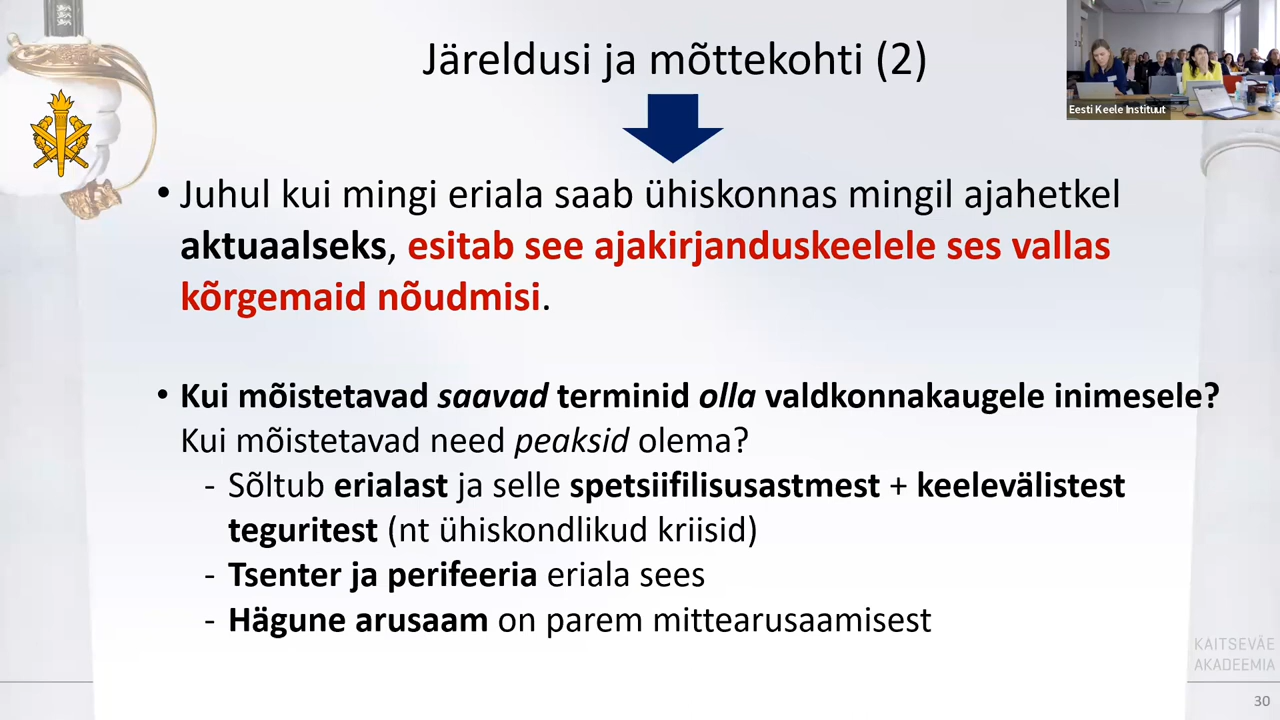 Järeldusi ja mõttekohti (2)
Eesti Keele Instituut
• Juhul kui mingi eriala saab ühiskonnas mingil ajahetkel
aktuaalseks, esitab see ajakirjanduskeelele ses vallas
kõrgemaid nõudmisi.
• Kui mõistetavad saavad terminid olla valdkonnakaugele inimesele?
Kui mõistetavad need peaksid olema?
- Sõltub erialast ja selle spetsiifilisusastmest + keelevälistest
teguritest (nt ühiskondlikud kriisid)
- Tsenter ja perifeeria eriala sees
- Hägune arusaam on parem mittearusaamisest
KAITSEVÄE
AKADEEMIA
30